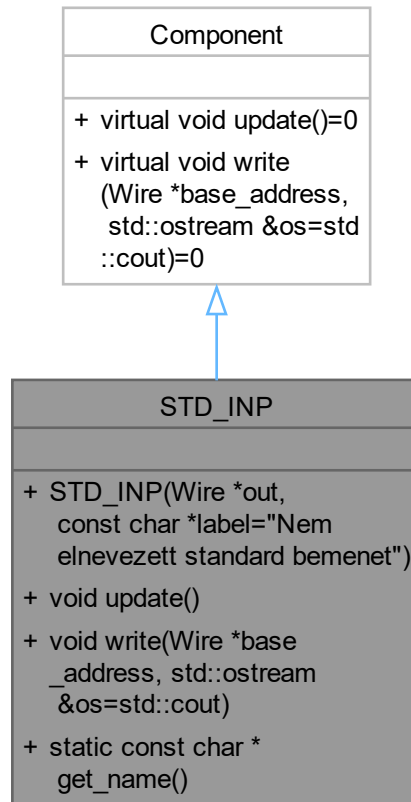 Component
+ virtual void update()=0
+ virtual void write
(Wire *base_address,
std::ostream &os=std
::cout)=0
STD_INP
+ STD_INP(Wire *out,
const char *label="Nem
elnevezett standard bemenet")
+ void update()
+ void write(Wire *base
_address, std::ostream
&os=std::cout)
+ static const char *
get_name()